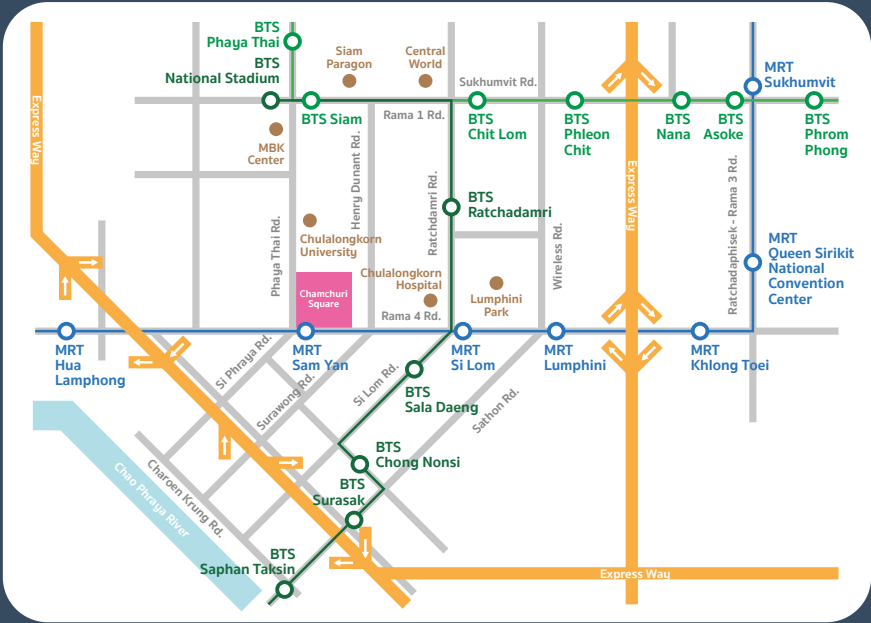 BTS
Phaya Thai
BTS
National Stadium
Siam
Paragon
Central
World
Sukhumvit Rd.
MRT
Sukhumvit
Express Way
BTS Siam
Rama 1 Rd.
BTS
Chit Lom
BTS
Phleon
Chit
BTS
Nana
BTS
Asoke
BTS
Phrom
Phong
MBK
Center
Henry Dunant Rd.
Ratchdamri Rd.
BTS
Ratchadamri
Express Way
Ratchadaphisek - Rama 3 Rd.
Phaya Thai Rd.
Chulalongkorn
University
Wireless Rd.
MRT
Queen Sirikit
National
Convention
Center
Chamchuri
Square
Chulalongkorn
Hospital
Lumphini
Park
Rama 4 Rd.
MRT
Hua
Lamphong
MRT
Sam Yan
MRT
Si Lom
MRT
Lumphini
MRT
Khlong Toei
Si Phraya Rd.
Surawong Rd.
Si Lom Rd.
BTS
Sala Daeng
Sathon Rd.
BTS
Chong Nonsi
Charoen Krung Rd.
Chao Phraya River
BTS
Surasak
BTS
Saphan Taksin
Express Way